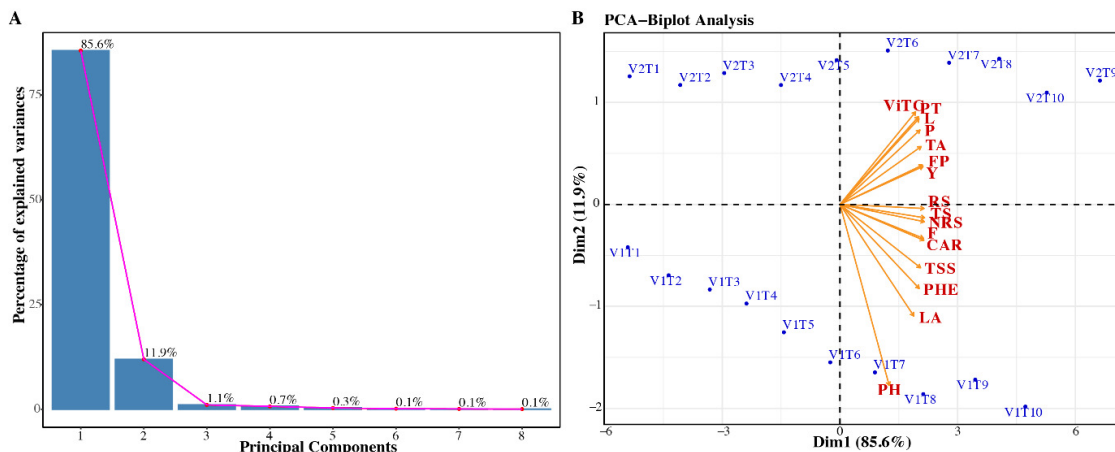 A
Percentage of explained variances
75
50
25
0
85.6%
11.9%
1.1%
0.7%
0.3%
0.1%
0.1%
0.1%
1 2 3 4 5 6 7 8
Principal Components
B
PCA-Biplot Analysis
Dim2 (11.9%)
1
0
-1
-2
V2T1
V2T2
V2T3
V2T4
V2T5
V2T6
V2T7
V2T8
V2T10
V2T9
ViTC
PT
L
P
TA
FP
Y
RS
TS
NRS
F
CAR
TSS
PHE
LA
PH
V1T1
V1T2
V1T3
V1T4
V1T5
V1T6
V1T7
V1T8
V1T9
V1T10
-6 -3 0 3 6
Dim1 (85.6%)